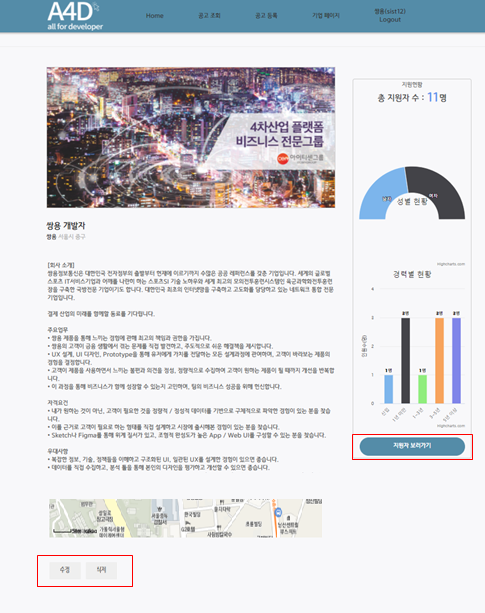 A4D
all for developer
Home
공고 조회
공고 등록
기업 페이지
쌍용(sist12)
Logout
4차산업 플랫폼
비즈니스 전문그룹
아이티센그룹
쌍용 개발자
쌍용 서울시 중구
[회사 소개]
쌍용정보통신은 대한민국 전자정부의 출발부터 현재에 이르기까지 수많은 공공 레퍼런스를 갖춘 기업입니다. 세계의 글로벌
스포츠 IT서비스기업과 어깨를 나란히 하는 스포츠SI 기술 노하우와 세계 최고의 모의전투훈련시스템인 육군과학화전투훈련
장을 구축한 국방전문 기업이기도 합니다. 대한민국 최초의 인터넷망을 구축하고 고도화를 담당하고 있는 네트워크 통합 전문
기업입니다.
결제 산업의 미래를 함께할 동료를 기다립니다.
주요업무
• 쌍용 제품을 통해 느끼는 경험에 관해 최고의 책임과 권한을 가집니다.
• 쌍용의 고객이 금융 생활에서 겪는 문제를 직접 발견하고, 주도적으로 쉬운 해결책을 제시합니다.
• UX 설계, UI 디자인, Prototype을 통해 유저에게 가치를 전달하는 모든 설계과정에 관여하며, 고객이 바라보는 제품의
경험을 결정합니다.
• 고객이 제품을 사용하면서 느끼는 불편과 의견을 정성, 정량적으로 수집하며 고객이 원하는 제품이 될 때까지 개선을 반복합
니다.
• 이 과정을 통해 비즈니스가 함께 성장할 수 있는지 고민하며, 팀의 비즈니스 성공을 위해 헌신합니다.
자격요건
• 내가 원하는 것이 아닌, 고객이 필요한 것을 정량적 / 정성적 데이터를 기반으로 구체적으로 파악한 경험이 있는 분을 찾습
니다.
• 이를 근거로 고객이 필요로 하는 형태를 직접 설계하고 시장에 출시해본 경험이 있는 분을 찾습니다.
• Sketch나 Figma를 통해 위계 질서가 있고, 조형적 완성도가 높은 App / Web UI를 구성할 수 있는 분을 찾습니다.
우대사항
• 복잡한 정보, 기술, 정책들을 이해하고 구조화된 UI, 일관된 UX를 설계한 경험이 있으면 좋습니다.
• 데이터를 직접 수집하고, 분석 툴을 통해 본인의 디자인을 평가하고 개선할 수 있으면 좋습니다.
수정
삭제
지원현황
총 지원자 수 : 11명
남자
여자
성별 현황
Highcharts.com
경력별 현황
인원수(명)
4
3
2
1
0
1명
3명
1명
3명
3명
신입
1년 미만
1~3년
3~5년
5년 이상
Highcharts.com
지원자 보러가기